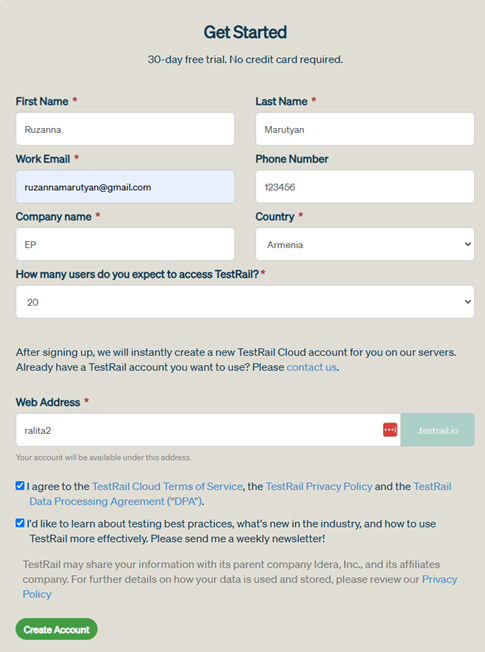 Get Started
30-day free trial. No credit card required.
First Name *
Last Name *
Ruzanna
Marutyan
Work Email *
Phone Number
ruzannamarutyan@gmail.com
123456
Company name *
Country *
EP
Armenia
How many users do you expect to access TestRail? *
20
After signing up, we will instantly create a new TestRail Cloud account for you on our servers.
Already have a TestRail account you want to use? Please contact us.
Web Address *
ralita2
.testrail.io
Your account will be available under this address.
I agree to the TestRail Cloud Terms of Service, the TestRail Privacy Policy and the TestRail
Data Processing Agreement (“DPA”).
I'd like to learn about testing best practices, what's new in the industry, and how to use
TestRail more effectively. Please send me a weekly newsletter!
TestRail may share your information with its parent company Idera, Inc., and its affiliates
company. For further details on how your data is used and stored, please review our Privacy
Policy
Create Account